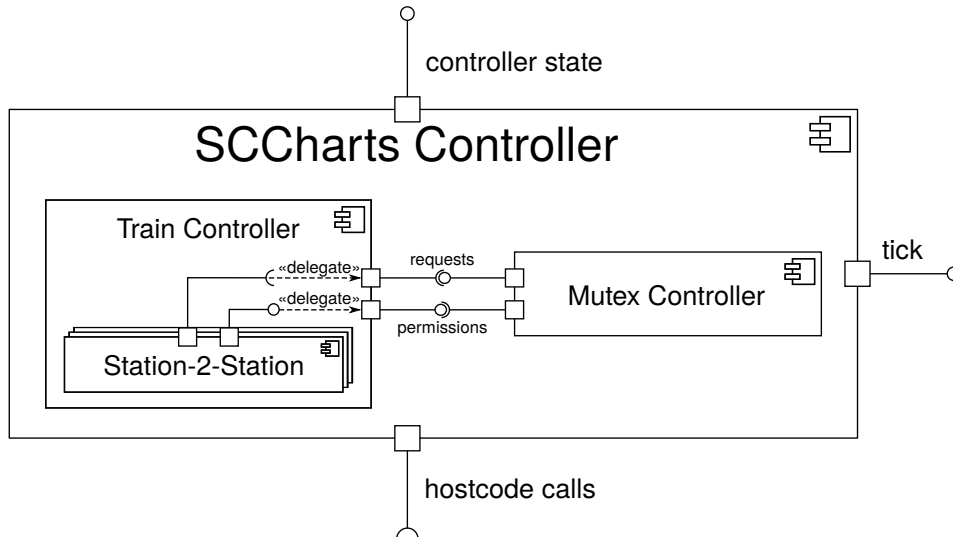 controller state
SCCharts Controller
Train Controller
«delegate»
requests
tick
«delegate»
permissions
Mutex Controller
Station-2-Station
hostcode calls